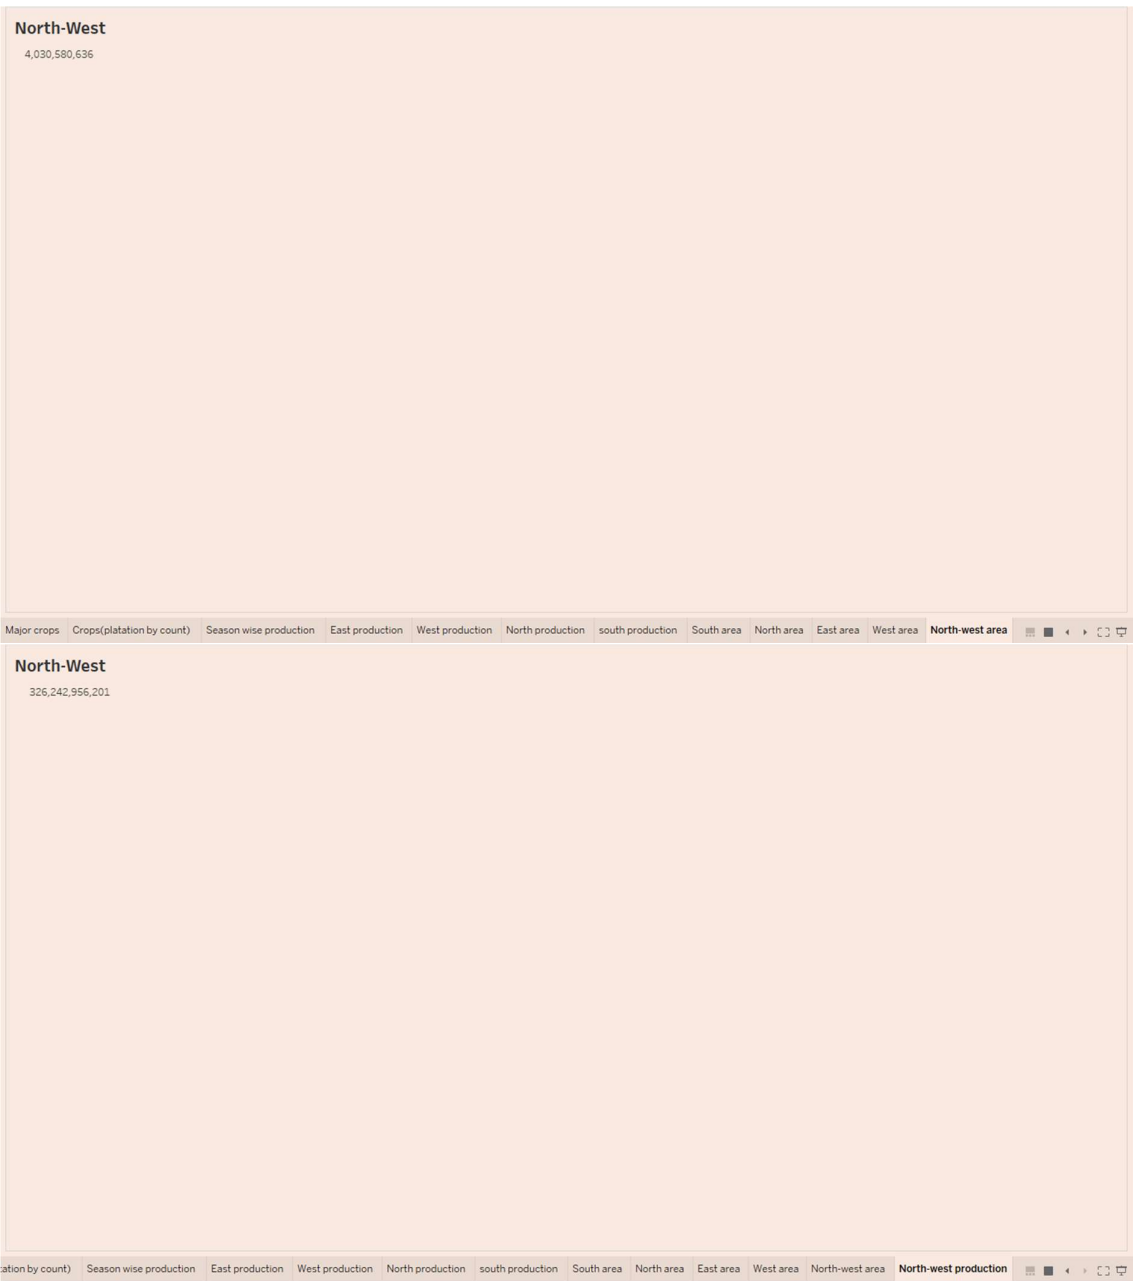 North-West
4,030,580,636
Major crops Crops(platation by count) Season wise production East production West production North production south production South area North area East area West area North-west area
North-West
326,242,956,201
tation by count) Season wise production East production West production North production south production South area North area East area West area North-west area North-west production